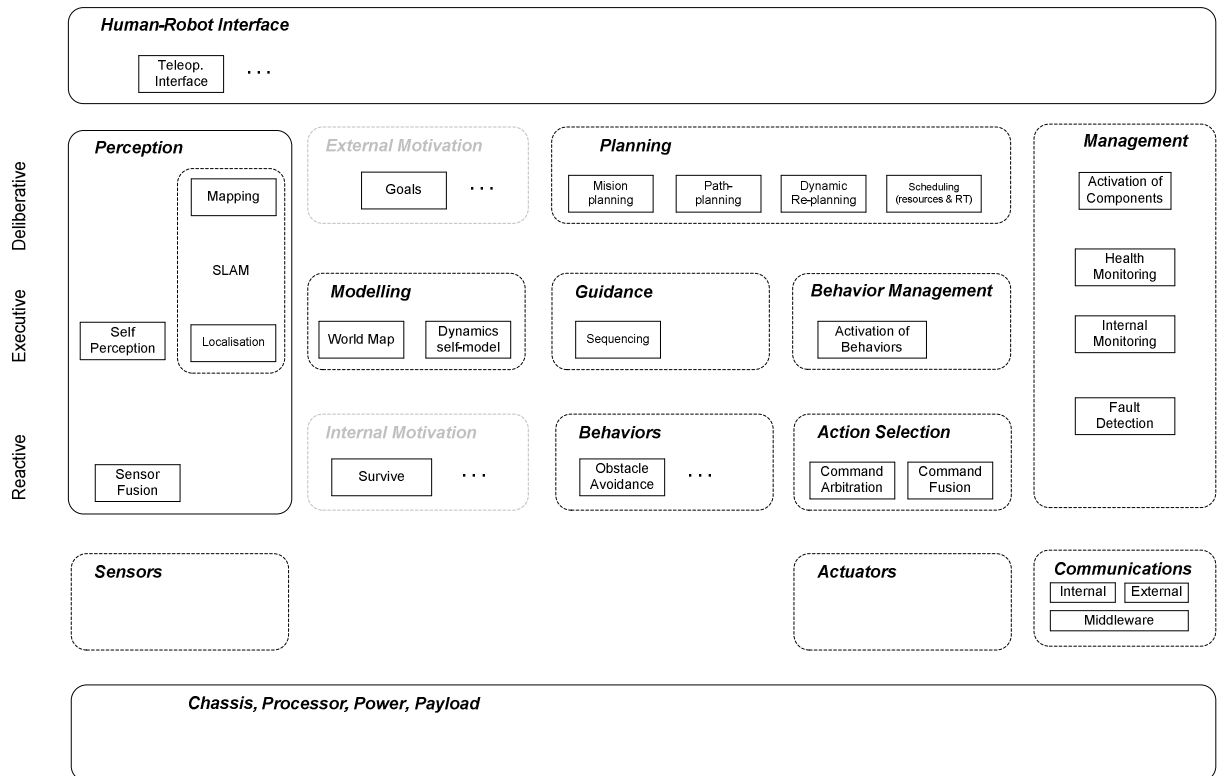 Human-Robot Interface
Teleop.
Interface
. . .
Deliberative
Executive
Reactive
Perception
Mapping
SLAM
Self
Perception
Localisation
Sensor
Fusion
External Motivation
Goals
. . .
Planning
Mision
planning
Path-
planning
Dynamic
Re-planning
Scheduling
(resources & RT)
Management
Activation of
Components
Health
Monitoring
Internal
Monitoring
Fault
Detection
Modelling
World Map
Dynamics
self-model
Guidance
Sequencing
Behavior Management
Activation of
Behaviors
Internal Motivation
Survive
. . .
Behaviors
Obstacle
Avoidance
. . .
Action Selection
Command
Arbitration
Command
Fusion
Sensors
Actuators
Communications
Internal
External
Middleware
Chassis, Processor, Power, Payload